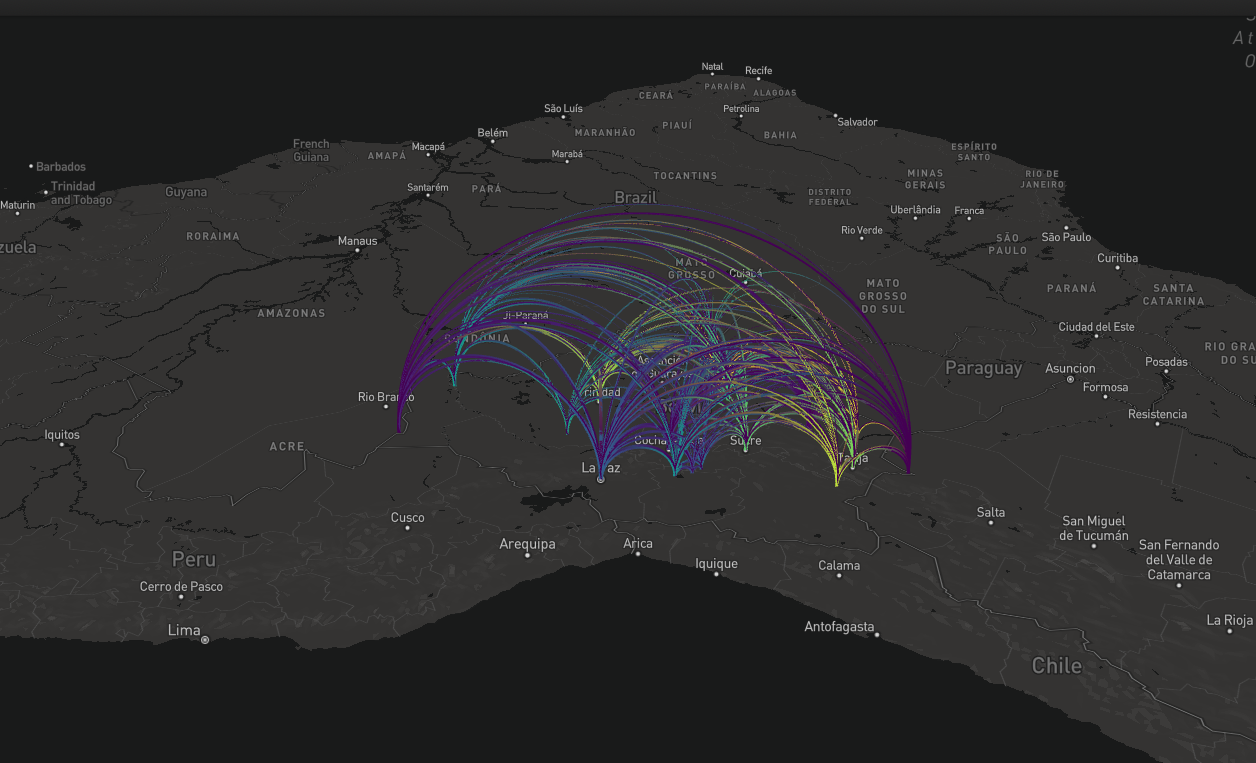 At
Natal
Recife
PARAÍBA
ALAGOAS
CEARÁ
São Luís
Petrolina
Salvador
PIAUÍ
MARANHÃO
BAHIA
Belém
French
Guiana
AMAPÁ
Macapá
Marabá
ESPÍRITO
SANTO
Barbados
TOCANTINS
MINAS
GERAIS
RIO DE
JANEIRO
Trinidad
and Tobago
Guyana
Santarém
PARÁ
Brazil
DISTRITO
FEDERAL
Maturin
Uberlândia
Franca
zuela
RORAIMA
Manaus
Rio Verde
SÃO
PAULO
São Paulo
Curitiba
MATO
GROSSO
Cuiabá
MATO
GROSSO
DO SUL
PARANÁ
SANTA
CATARINA
AMAZONAS
Ji-Paraná
Ciudad del Este
RIO GRA
DO SU
Paraguay
Asuncion
Posadas
Formosa
Rio Branco
Trinidad
Resistencia
Iquitos
ACRE
Sucre
La Paz
Tarija
Cusco
Salta
San Miguel
de Tucumán
Arequipa
Arica
Iquique
Calama
San Fernando
del Valle de
Catamarca
Peru
Cerro de Pasco
Lima
Antofagasta
La Rioja
Chile